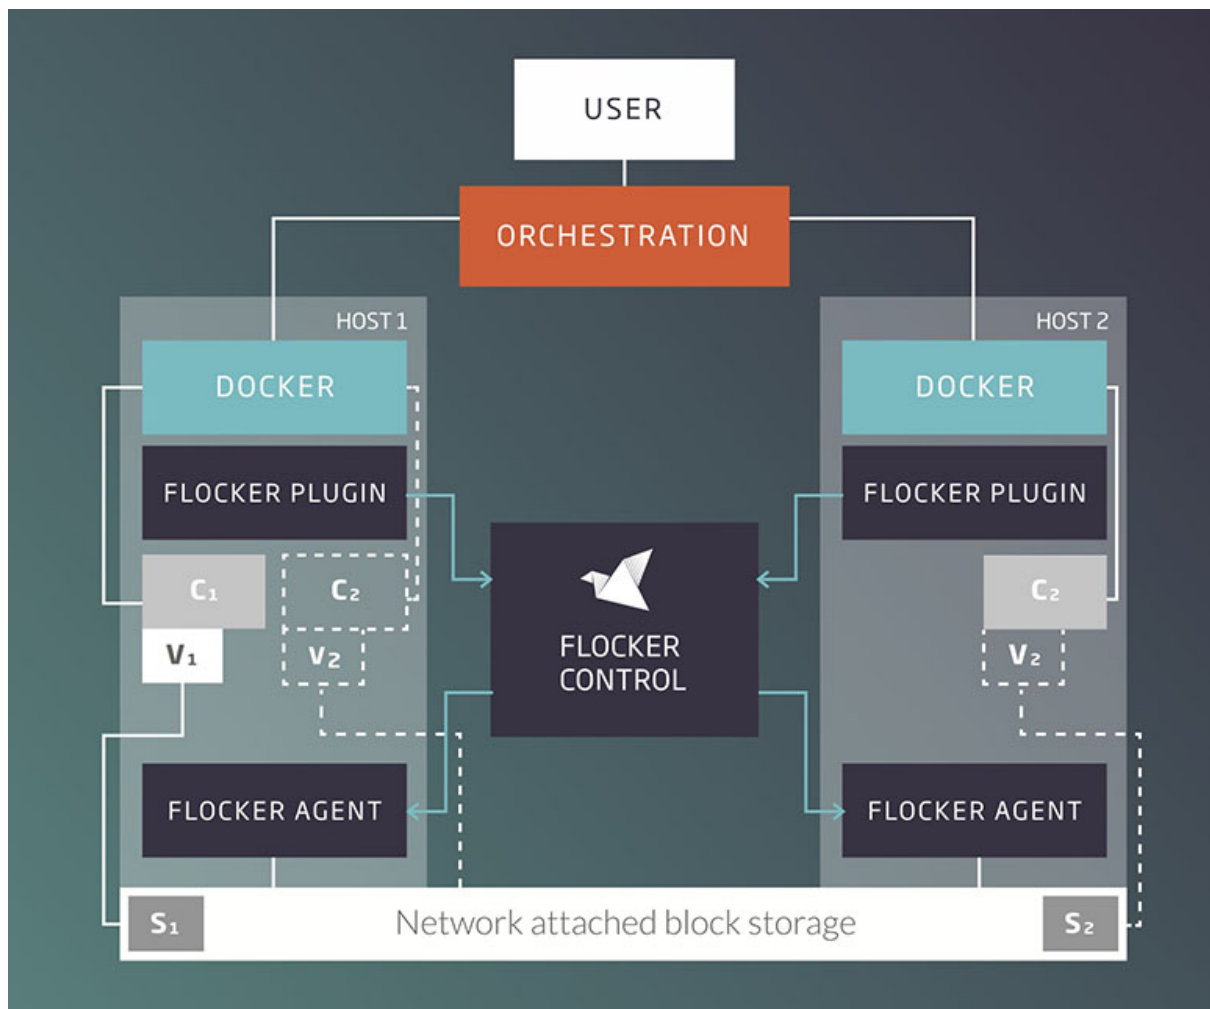 USER
ORCHESTRATION
HOST 1
HOST 2
DOCKER
DOCKER
FLOCKER PLUGIN
FLOCKER PLUGIN
C₁
C₂
C₂
V₁
V₂
V₂
FLOCKER
CONTROL
FLOCKER AGENT
FLOCKER AGENT
S₁
Network attached block storage
S₂